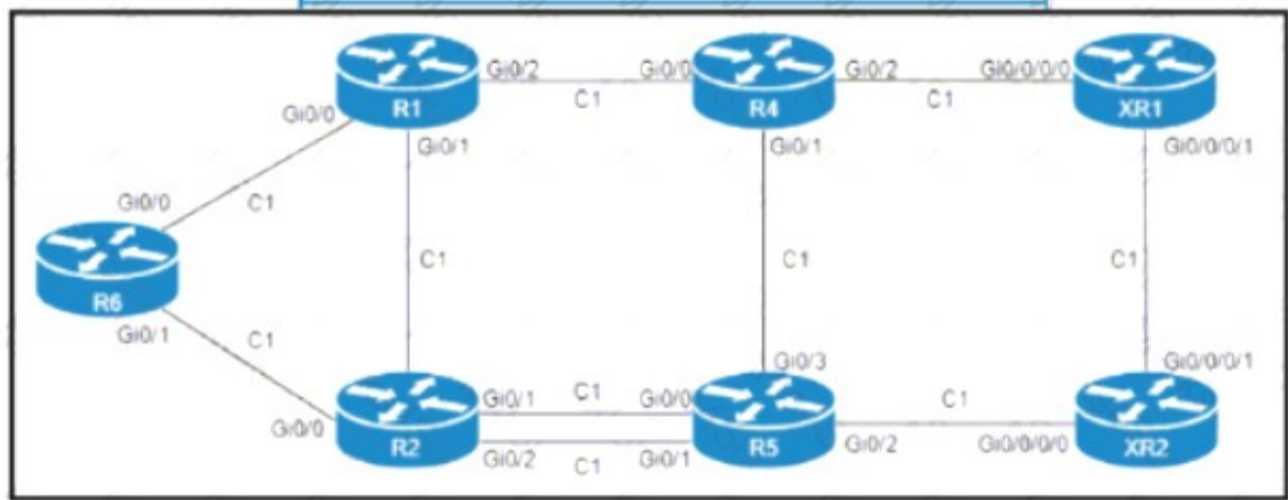 Gi0/2 Gi0/0 Gi0/2 Gi0/0/0/0
C1 C1
R1 R4 XR1
Gi0/0
Gi0/1 Gi0/1 Gi0/0/0/1
Gi0/0 C1
C1 C1 C1
R6
Gi0/1 C1
Gi0/3 Gi0/0/0/1
Gi0/1 C1 Gi0/0 C1
Gi0/0
R2 R5 XR2
Gi0/2 C1 Gi0/1 Gi0/2 Gi0/0/0/0